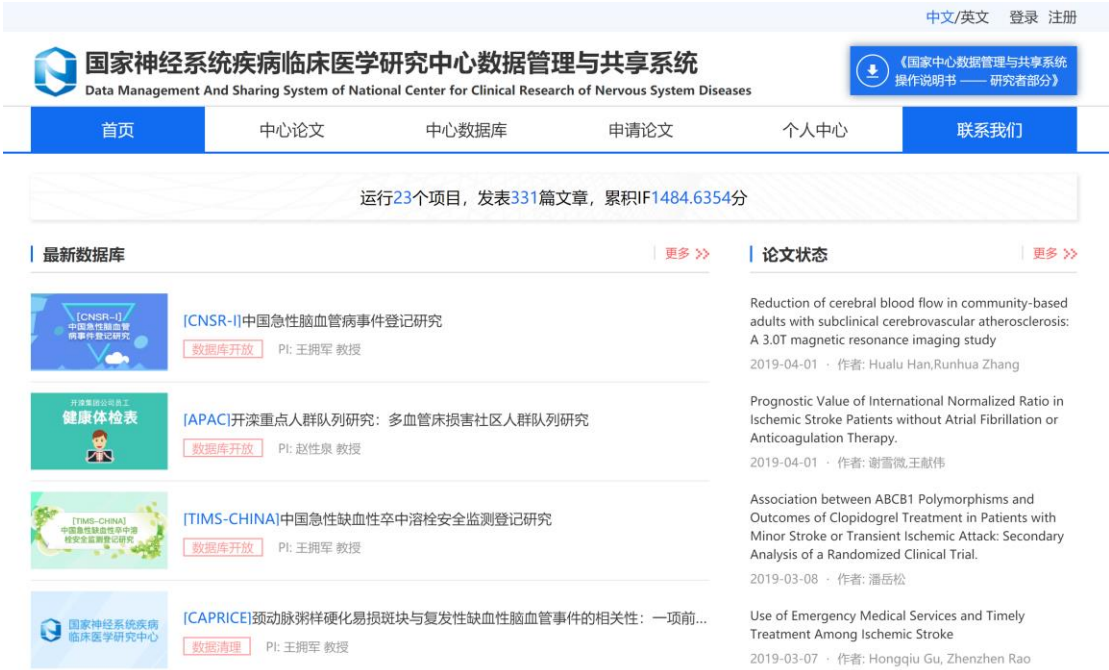 中文/英文 登录 注册
国家神经系统疾病临床医学研究中心数据管理与共享系统
Data Management And Sharing System of National Center for Clinical Research of Nervous System Diseases
《国家中心数据管理与共享系统
操作说明书 —— 研究者部分》
首页 中心论文 中心数据库 申请论文 个人中心 联系我们
运行23个项目，发表331篇文章，累积IF1484.6354分
最新数据库 更多 >>
[CNSR-I]
中国急性脑血管
病事件登记研究
[CNSR-I]中国急性脑血管病事件登记研究
数据库开放 PI: 王拥军 教授
开滦集团公司员工
健康体检表
[APAC]开滦重点人群队列研究：多血管床损害社区人群队列研究
数据库开放 PI: 赵性泉 教授
[TIMS-CHINA]
中国急性缺血性卒中溶
栓安全监测登记研究
[TIMS-CHINA]中国急性缺血性卒中溶栓安全监测登记研究
数据库开放 PI: 王拥军 教授
国家神经系统疾病
临床医学研究中心
[CAPRICE]颈动脉粥样硬化易损斑块与复发性缺血性脑血管事件的相关性：一项前...
数据清理 PI: 王拥军 教授
论文状态 更多 >>
Reduction of cerebral blood flow in community-based
adults with subclinical cerebrovascular atherosclerosis:
A 3.0T magnetic resonance imaging study
2019-04-01 · 作者: Hualu Han,Runhua Zhang
Prognostic Value of International Normalized Ratio in
Ischemic Stroke Patients without Atrial Fibrillation or
Anticoagulation Therapy.
2019-04-01 · 作者: 谢雪微,王献伟
Association between ABCB1 Polymorphisms and
Outcomes of Clopidogrel Treatment in Patients with
Minor Stroke or Transient Ischemic Attack: Secondary
Analysis of a Randomized Clinical Trial.
2019-03-08 · 作者: 潘岳松
Use of Emergency Medical Services and Timely
Treatment Among Ischemic Stroke
2019-03-07 · 作者: Hongqiu Gu, Zhenzhen Rao